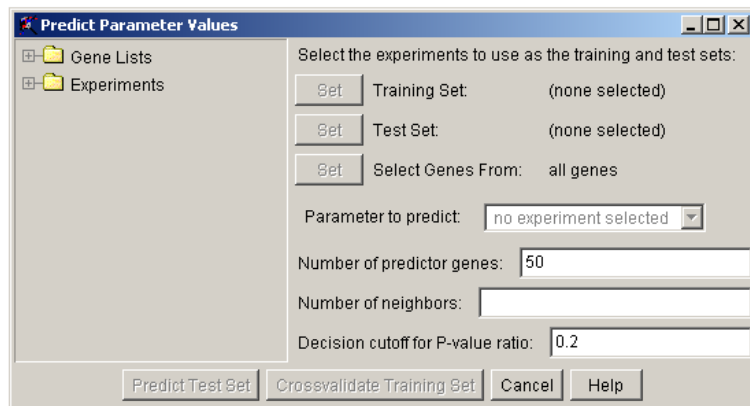 Predict Parameter Values
Gene Lists
Experiments
Select the experiments to use as the training and test sets:
Set Training Set: (none selected)
Set Test Set: (none selected)
Set Select Genes From: all genes
Parameter to predict: no experiment selected
Number of predictor genes: 50
Number of neighbors:
Decision cutoff for P-value ratio: 0.2
Predict Test Set Crossvalidate Training Set Cancel Help